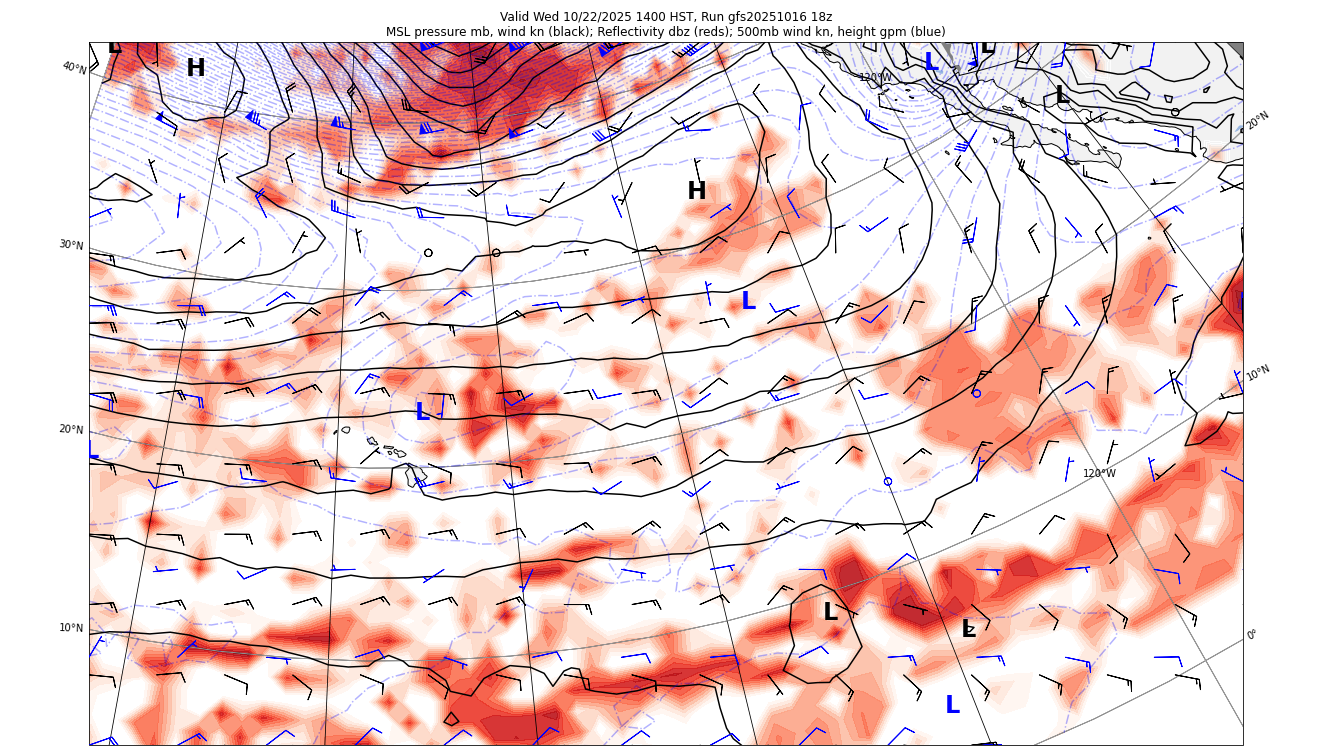 Valid Wed 10/22/2025 1400 HST, Run gfs20251016 18z
MSL pressure mb, wind kn (black); Reflectivity dbz (reds); 500mb wind kn, height gpm (blue)
L
L
L
40°N
H
120°W
L
20°N
H
30°N
L
10°N
L
20°N
L
120°W
10°N
L
L
0°
L